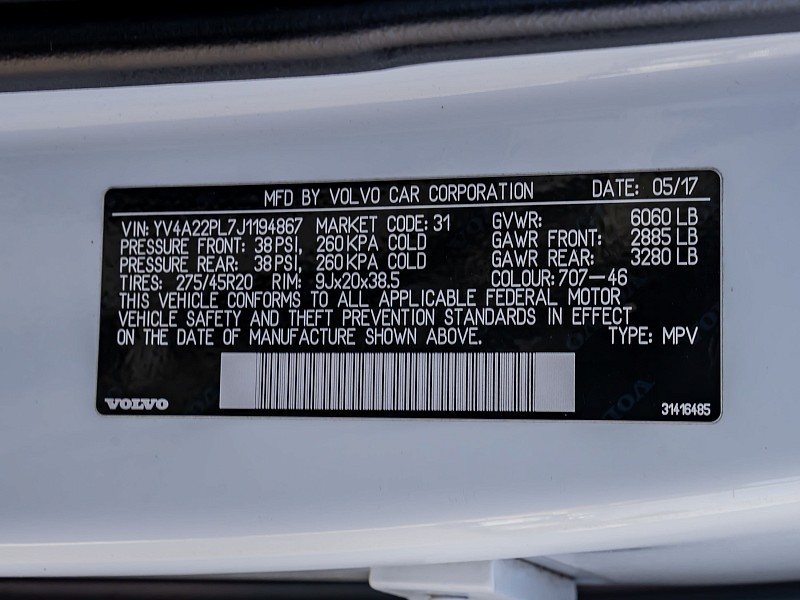 MFD BY VOLVO CAR CORPORATION DATE: 05/17
VIN: YV4A22PL7J1194867 MARKET CODE: 31 GVWR: 6060 LB
PRESSURE FRONT: 38 PSI, 260 KPA COLD GAWR FRONT: 2885 LB
PRESSURE REAR: 38 PSI, 260 KPA COLD GAWR REAR: 3280 LB
TIRES: 275/45R20 RIM: 9Jx20x38.5 COLOUR: 707—46
THIS VEHICLE CONFORMS TO ALL APPLICABLE FEDERAL MOTOR
VEHICLE SAFETY AND THEFT PREVENTION STANDARDS IN EFFECT
ON THE DATE OF MANUFACTURE SHOWN ABOVE. TYPE: MPV
VOLVO 31416485